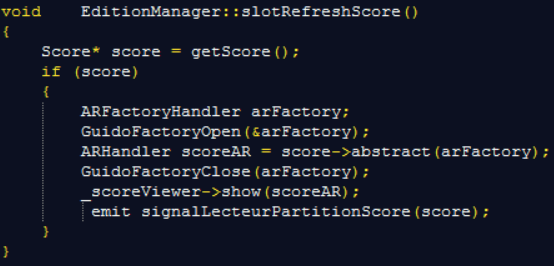 void    EditionManager::slotRefreshScore()
{
    Score* score = getScore();
    if (score)
    {
        ARFactoryHandler arFactory;
        GuidoFactoryOpen(&arFactory);
        ARHandler scoreAR = score->abstract(arFactory);
        GuidoFactoryClose(arFactory);
        _scoreViewer->show(scoreAR);
         emit signalLecteurPartitionScore(score);
    }
}